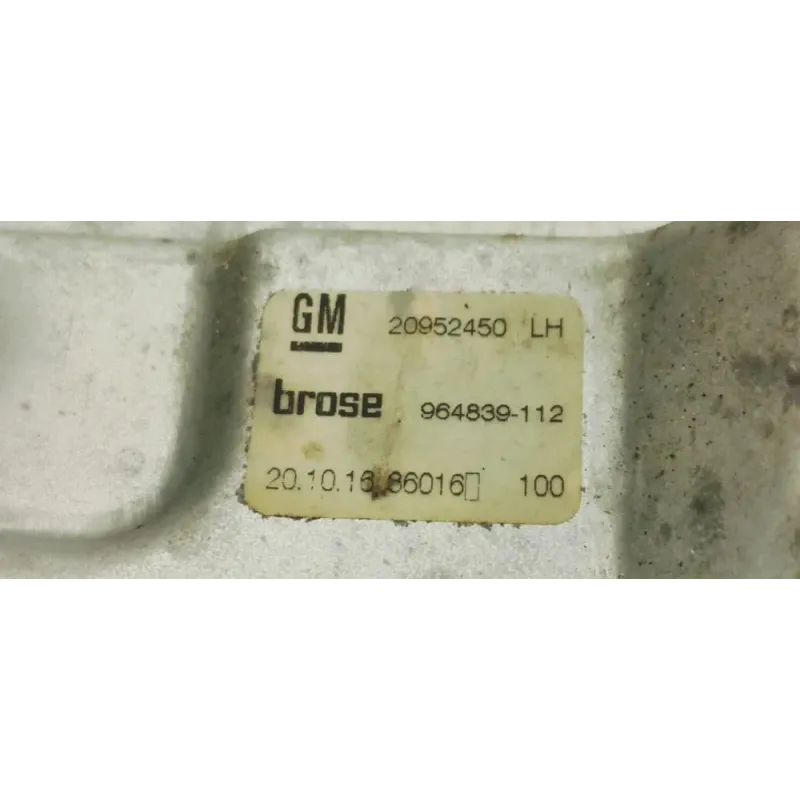 GM 20952450 LH
brose 964839-112
20.10.16 86016▯ 100